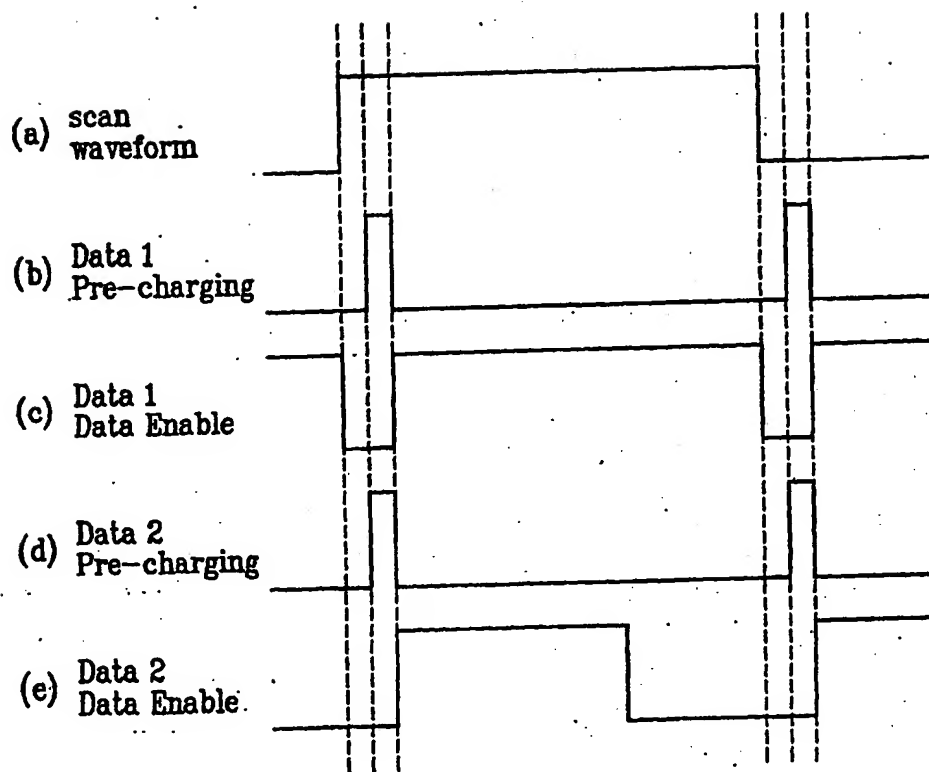 (a) scan
waveform
(b) Data 1
Pre-charging
(c) Data 1
Data Enable
(d) Data 2
Pre-charging
(e) Data 2
Data Enable